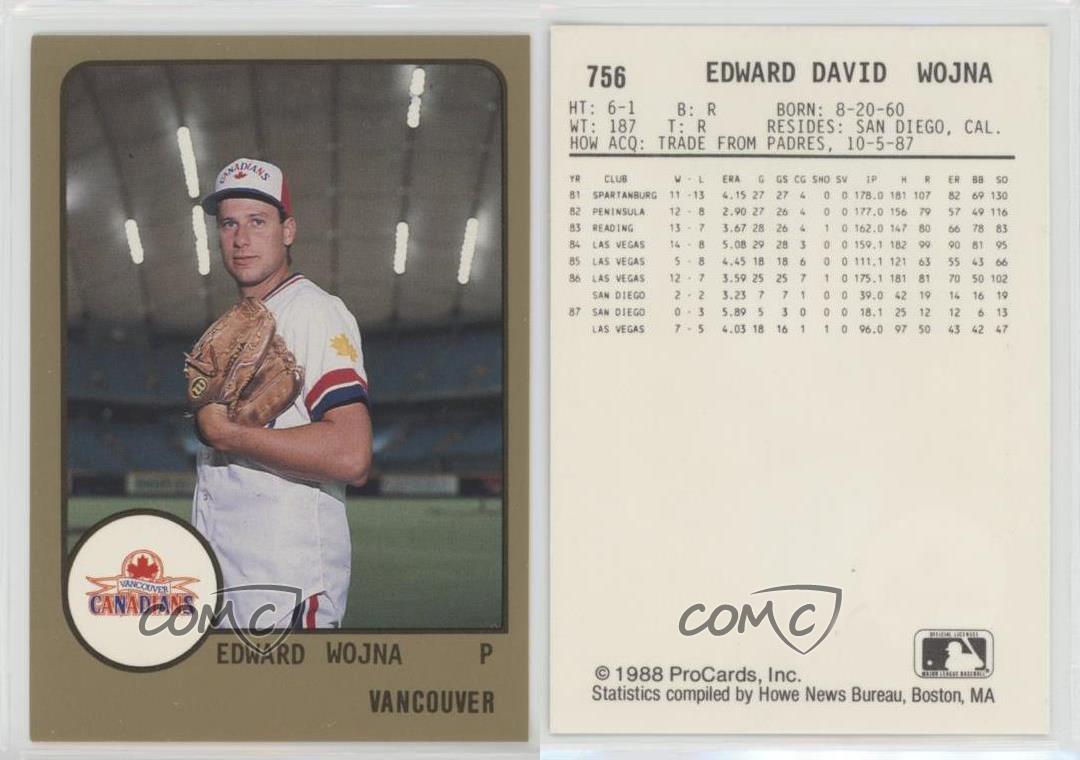 CANADIANS
VANCOUVER
CANADIANS
COMC
EDWARD WOJNA P
VANCOUVER
756 EDWARD DAVID WOJNA
HT: 6-1 B: R BORN: 8-20-60
WT: 187 T: R RESIDES: SAN DIEGO, CAL.
HOW ACQ: TRADE FROM PADRES, 10-5-87
YR CLUB W - L ERA G GS CG SHO SV IP H R ER BB SO
81 SPARTANBURG 11 -13 4.15 27 27 4 0 0 178.0 181 107 82 69 130
82 PENINSULA 12 - 8 2.90 27 26 4 0 0 177.0 156 79 57 49 116
83 READING 13 - 7 3.67 28 26 4 1 0 162.0 147 80 66 78 83
84 LAS VEGAS 14 - 8 5.08 29 28 3 0 0 159.1 182 99 90 81 95
85 LAS VEGAS 5 - 8 4.45 18 18 6 0 0 111.1 121 63 55 43 66
86 LAS VEGAS 12 - 7 3.59 25 25 7 1 0 175.1 181 81 70 50 102
SAN DIEGO 2 - 2 3.23 7 7 1 0 0 39.0 42 19 14 16 19
87 SAN DIEGO 0 - 3 5.89 5 3 0 0 0 18.1 25 12 12 6 13
LAS VEGAS 7 - 5 4.03 18 16 1 1 0 96.0 97 50 43 42 47
COMC
OFFICIAL LICENSEE
MAJOR LEAGUE BASEBALL
© 1988 ProCards, Inc.
Statistics compiled by Howe News Bureau, Boston, MA